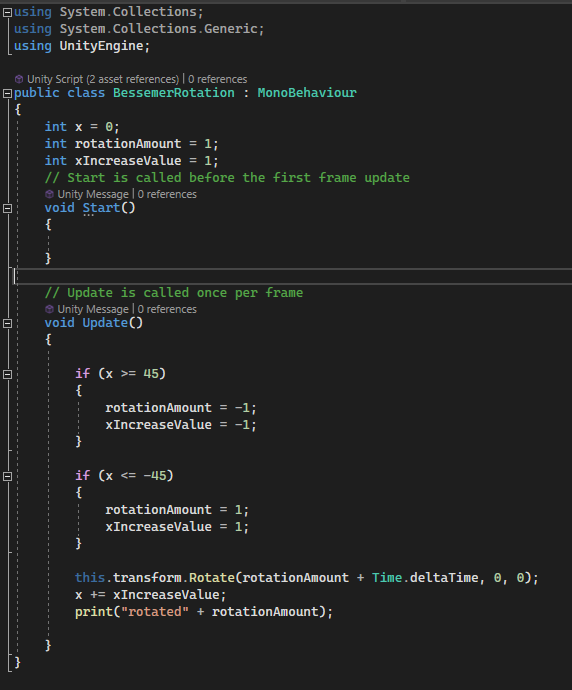 using System.Collections;
using System.Collections.Generic;
using UnityEngine;
Unity Script (2 asset references) | 0 references
public class BessemerRotation : MonoBehaviour
{
int x = 0;
int rotationAmount = 1;
int xIncreaseValue = 1;
// Start is called before the first frame update
Unity Message | 0 references
void Start()
{
}
// Update is called once per frame
Unity Message | 0 references
void Update()
{
if (x >= 45)
{
rotationAmount = -1;
xIncreaseValue = -1;
}
if (x <= -45)
{
rotationAmount = 1;
xIncreaseValue = 1;
}
this.transform.Rotate(rotationAmount + Time.deltaTime, 0, 0);
x += xIncreaseValue;
print("rotated" + rotationAmount);
}
}